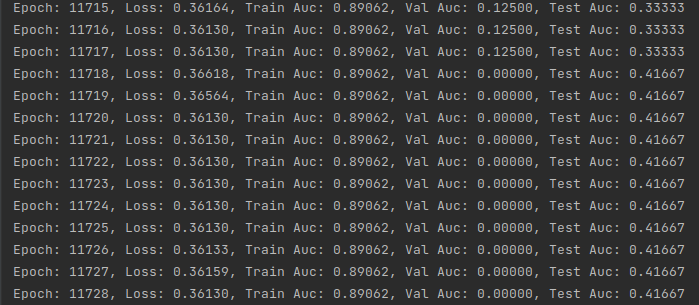 Epoch: 11715, Loss: 0.36164, Train Auc: 0.89062, Val Auc: 0.12500, Test Auc: 0.33333
Epoch: 11716, Loss: 0.36130, Train Auc: 0.89062, Val Auc: 0.12500, Test Auc: 0.33333
Epoch: 11717, Loss: 0.36130, Train Auc: 0.89062, Val Auc: 0.12500, Test Auc: 0.33333
Epoch: 11718, Loss: 0.36618, Train Auc: 0.89062, Val Auc: 0.00000, Test Auc: 0.41667
Epoch: 11719, Loss: 0.36564, Train Auc: 0.89062, Val Auc: 0.00000, Test Auc: 0.41667
Epoch: 11720, Loss: 0.36130, Train Auc: 0.89062, Val Auc: 0.00000, Test Auc: 0.41667
Epoch: 11721, Loss: 0.36130, Train Auc: 0.89062, Val Auc: 0.00000, Test Auc: 0.41667
Epoch: 11722, Loss: 0.36130, Train Auc: 0.89062, Val Auc: 0.00000, Test Auc: 0.41667
Epoch: 11723, Loss: 0.36130, Train Auc: 0.89062, Val Auc: 0.00000, Test Auc: 0.41667
Epoch: 11724, Loss: 0.36130, Train Auc: 0.89062, Val Auc: 0.00000, Test Auc: 0.41667
Epoch: 11725, Loss: 0.36130, Train Auc: 0.89062, Val Auc: 0.00000, Test Auc: 0.41667
Epoch: 11726, Loss: 0.36133, Train Auc: 0.89062, Val Auc: 0.00000, Test Auc: 0.41667
Epoch: 11727, Loss: 0.36159, Train Auc: 0.89062, Val Auc: 0.00000, Test Auc: 0.41667
Epoch: 11728, Loss: 0.36130, Train Auc: 0.89062, Val Auc: 0.00000, Test Auc: 0.41667